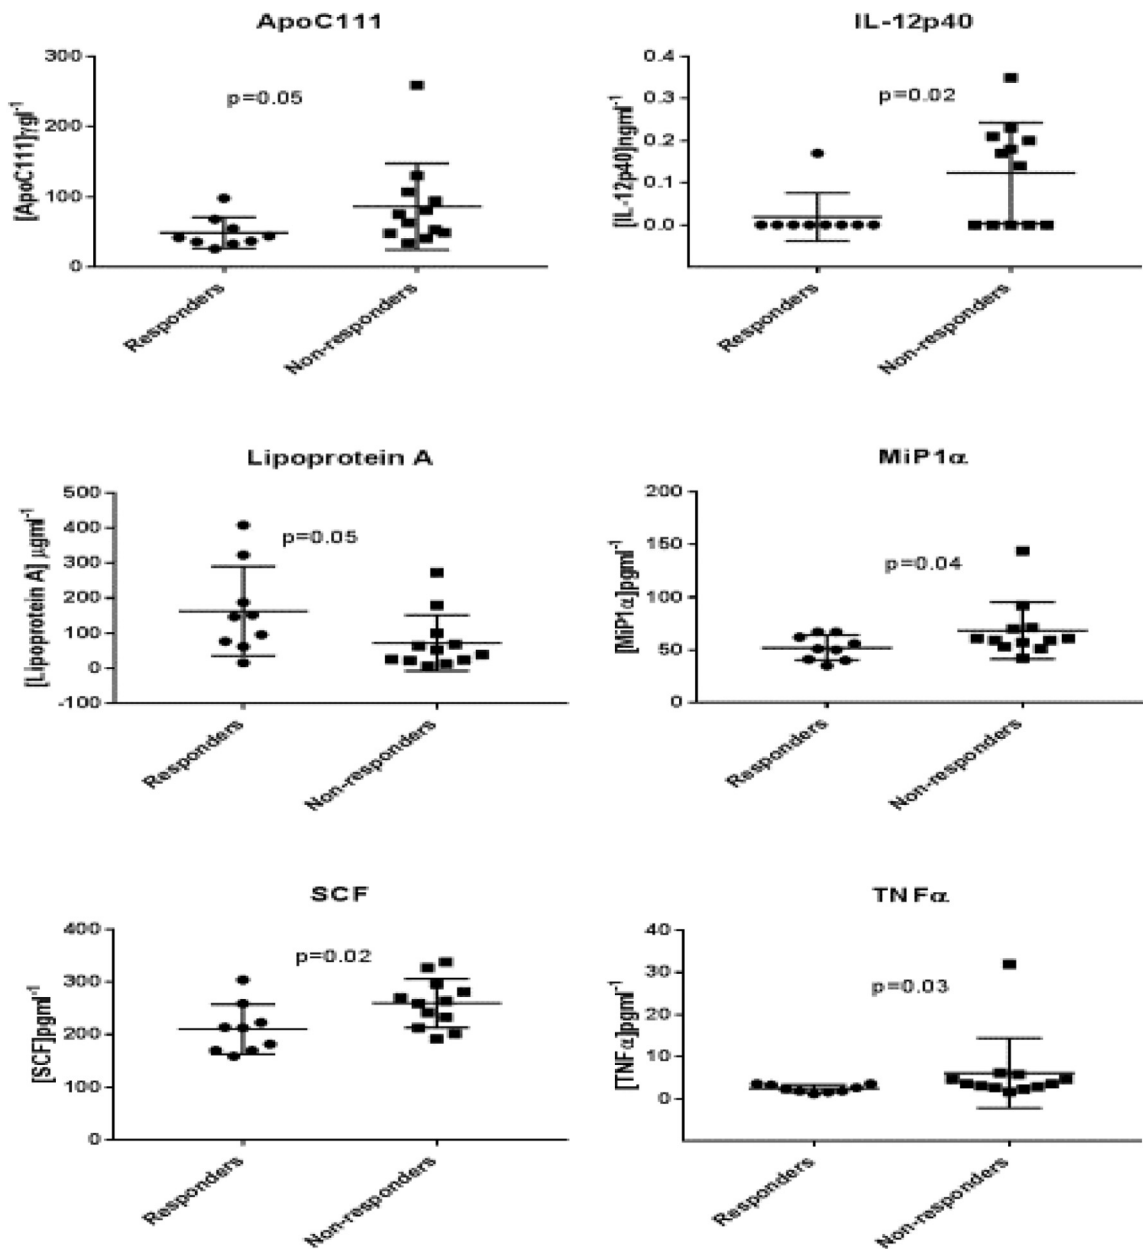 ApoC111
[ApoC111]γgl⁻¹
300
200
100
0
p=0.05
Responders
Non-responders
IL-12p40
[IL-12p40]ngml⁻¹
0.4
0.3
0.2
0.1
0.0
p=0.02
Responders
Non-responders
Lipoprotein A
[Lipoprotein A] μgml⁻¹
500
400
300
200
100
0
-100
p=0.05
Responders
Non-responders
MiP1α
[MiP1α]pgml⁻¹
200
150
100
50
0
p=0.04
Responders
Non-responders
SCF
[SCF]pgml⁻¹
400
300
200
100
0
p=0.02
Responders
Non-responders
TNFα
[TNFα]pgml⁻¹
40
30
20
10
0
p=0.03
Responders
Non-responders